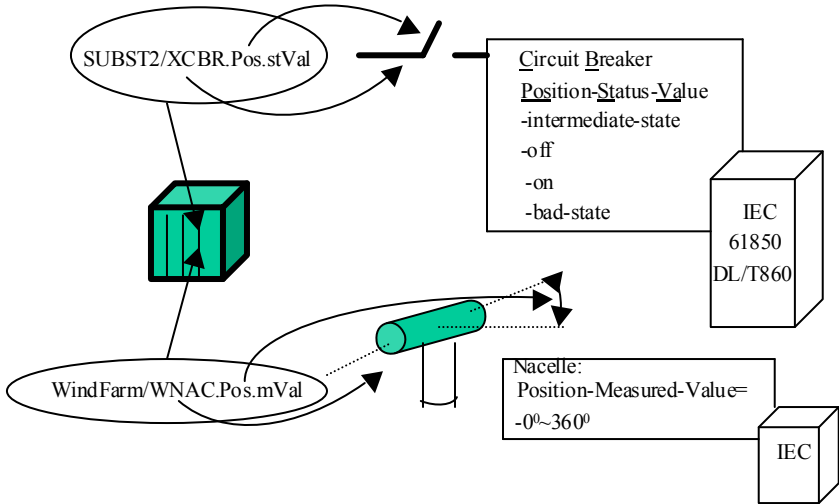 SUBST2/XCBR.Pos.stVal
Circuit Breaker
Position-Status-Value
-intermediate-state
-off
-on
-bad-state
IEC
61850
DL/T860
WindFarm/WNAC.Pos.mVal
Nacelle:
Position-Measured-Value=
-0⁰~360⁰
IEC